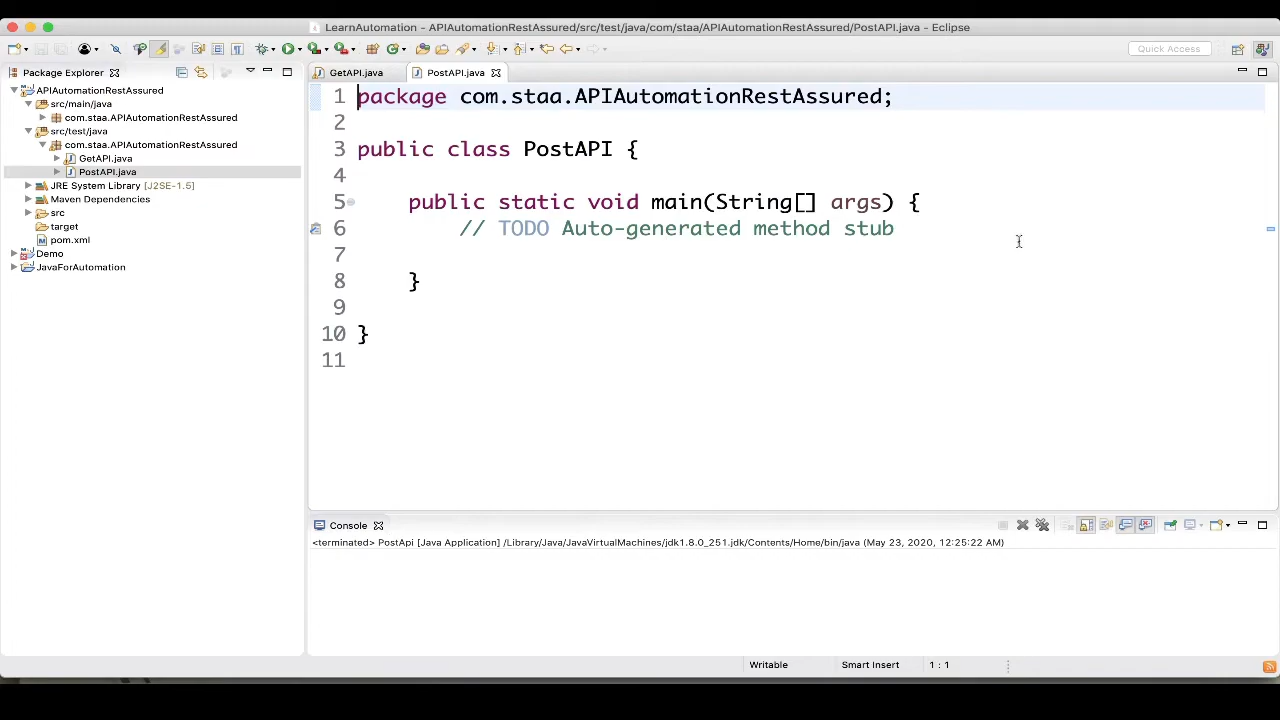 LearnAutomation - APIAutomationRestAssured/src/test/java/com/staa/APIAutomationRestAssured/PostAPI.java - Eclipse
Quick Access
Package Explorer
APIAutomationRestAssured
src/main/java
com.staa.APIAutomationRestAssured
src/test/java
com.staa.APIAutomationRestAssured
GetAPI.java
PostAPI.java
JRE System Library [J2SE-1.5]
Maven Dependencies
src
target
pom.xml
Demo
JavaForAutomation
GetAPI.java
PostAPI.java
1 package com.staa.APIAutomationRestAssured;
2
3 public class PostAPI {
4
5 public static void main(String[] args) {
6 // TODO Auto-generated method stub
7
8 }
9
10 }
11
Console
<terminated> PostApi [Java Application] /Library/Java/JavaVirtualMachines/jdk1.8.0_251.jdk/Contents/Home/bin/java (May 23, 2020, 12:25:22 AM)
Writable
Smart Insert
1 : 1